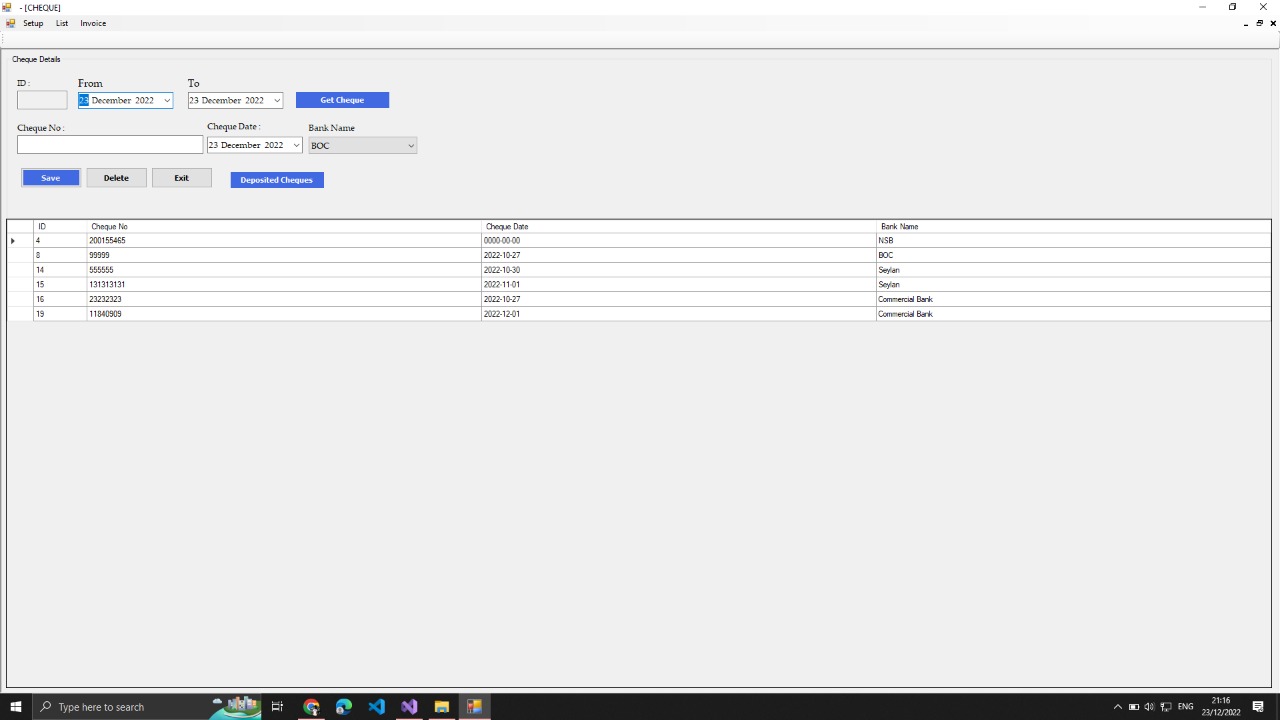 - [CHEQUE]
Setup List Invoice
Cheque Details
ID : From To
23 December 2022 23 December 2022 Get Cheque
Cheque No : Cheque Date : Bank Name
23 December 2022 BOC
Save Delete Exit Deposited Cheques
ID Cheque No Cheque Date Bank Name
4 200155465 0000-00-00 NSB
8 99999 2022-10-27 BOC
14 555555 2022-10-30 Seylan
15 131313131 2022-11-01 Seylan
16 23232323 2022-10-27 Commercial Bank
19 11840909 2022-12-01 Commercial Bank
Type here to search ENG 21:16
23/12/2022